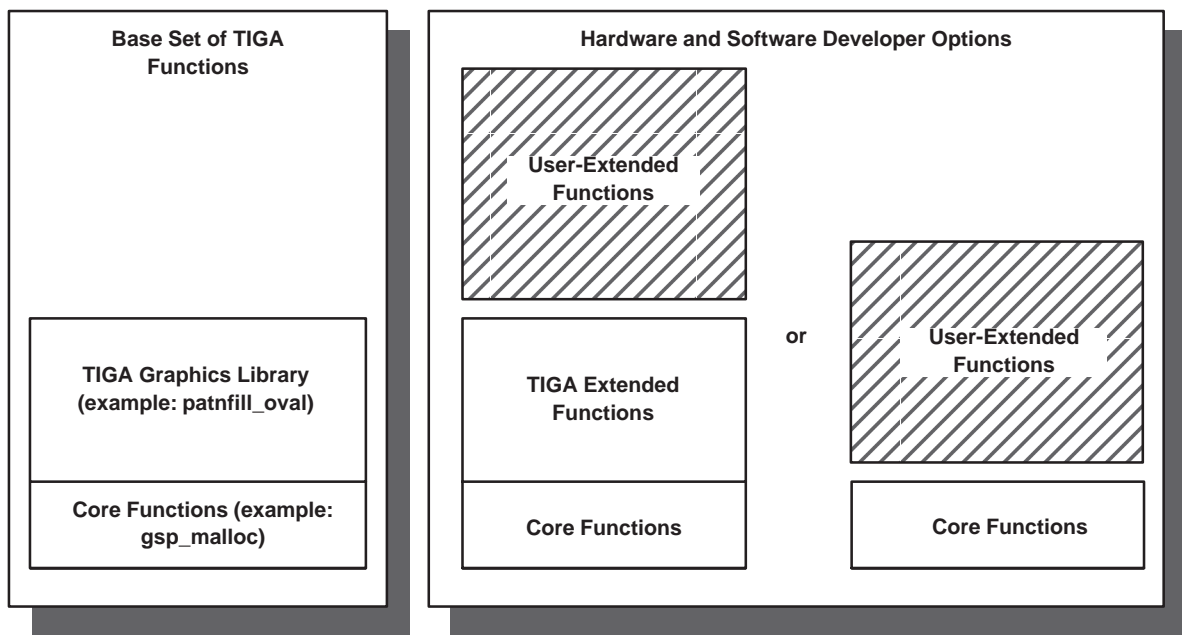 Base Set of TIGA
Functions
TIGA Graphics Library
(example: patnfill_oval)
Core Functions (example:
gsp_malloc)
Hardware and Software Developer Options
User-Extended
Functions
TIGA Extended
Functions
Core Functions
or
User-Extended
Functions
Core Functions